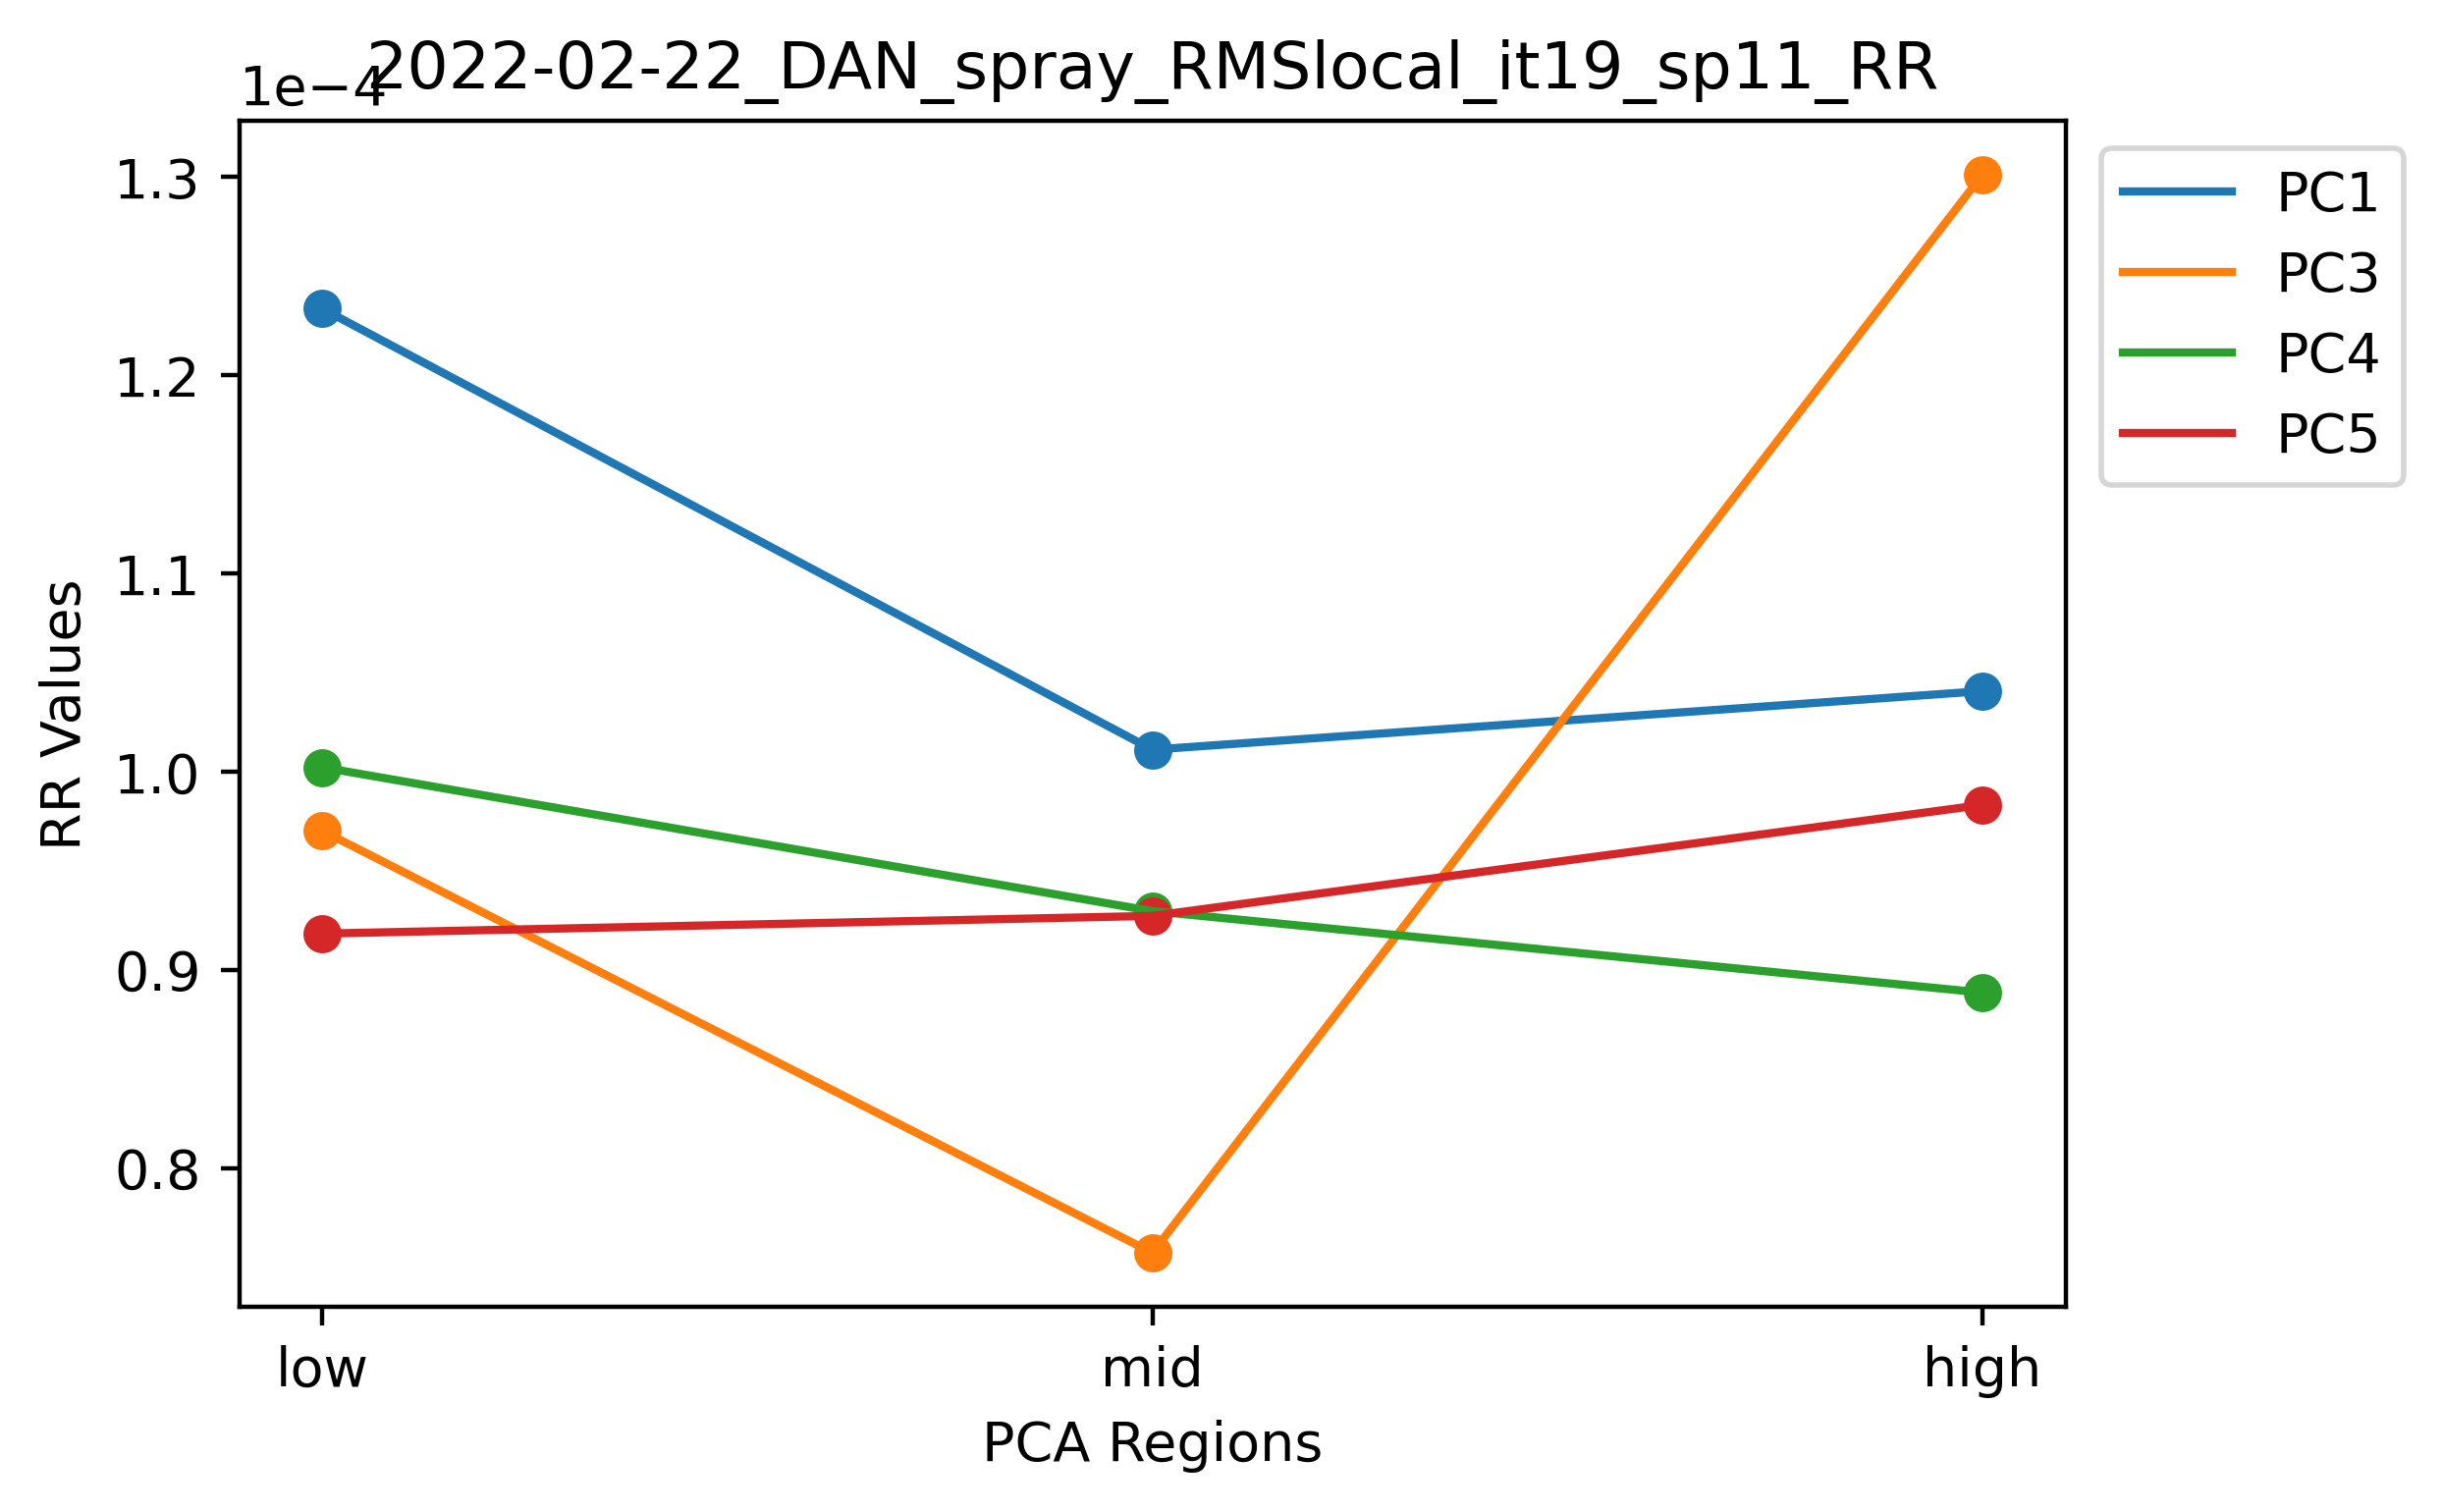 2022-02-22_DAN_spray_RMSlocal_it19_sp11_RR
1e−4
1.3
1.2
1.1
1.0
0.9
0.8
RR Values
low
mid
high
PCA Regions
PC1
PC3
PC4
PC5